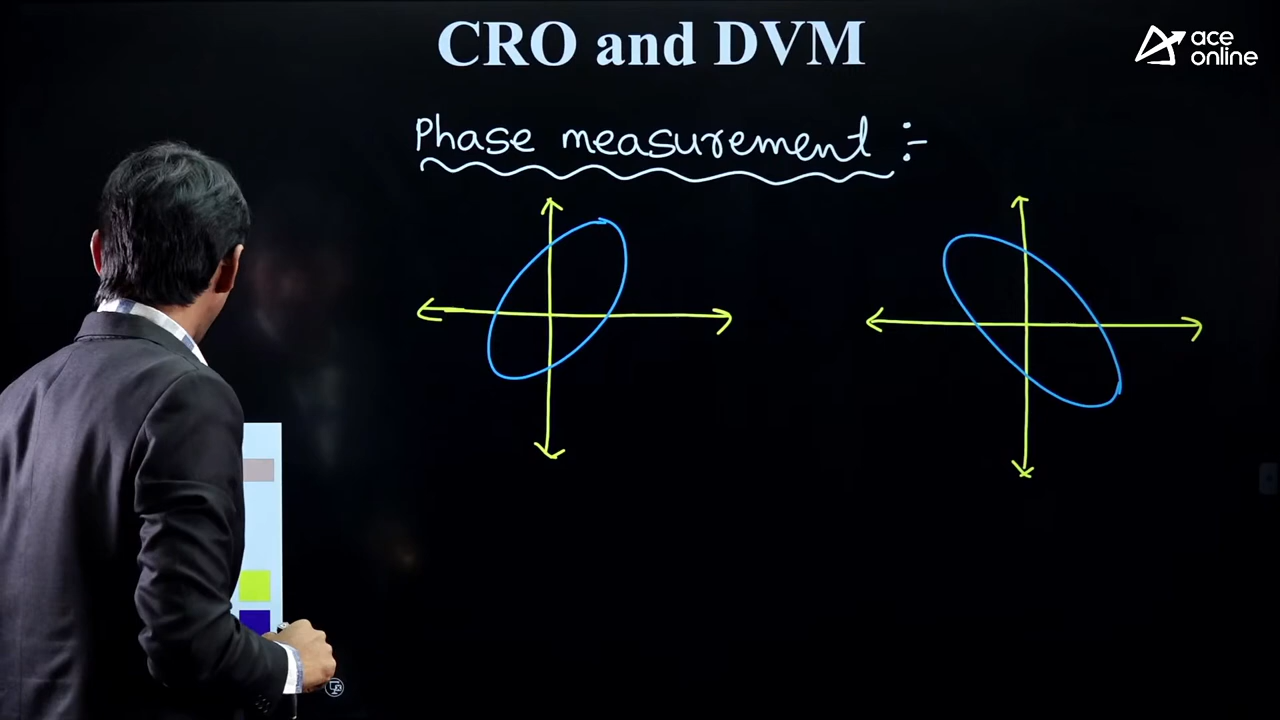 CRO and DVM
ace
online
Phase measurement :-